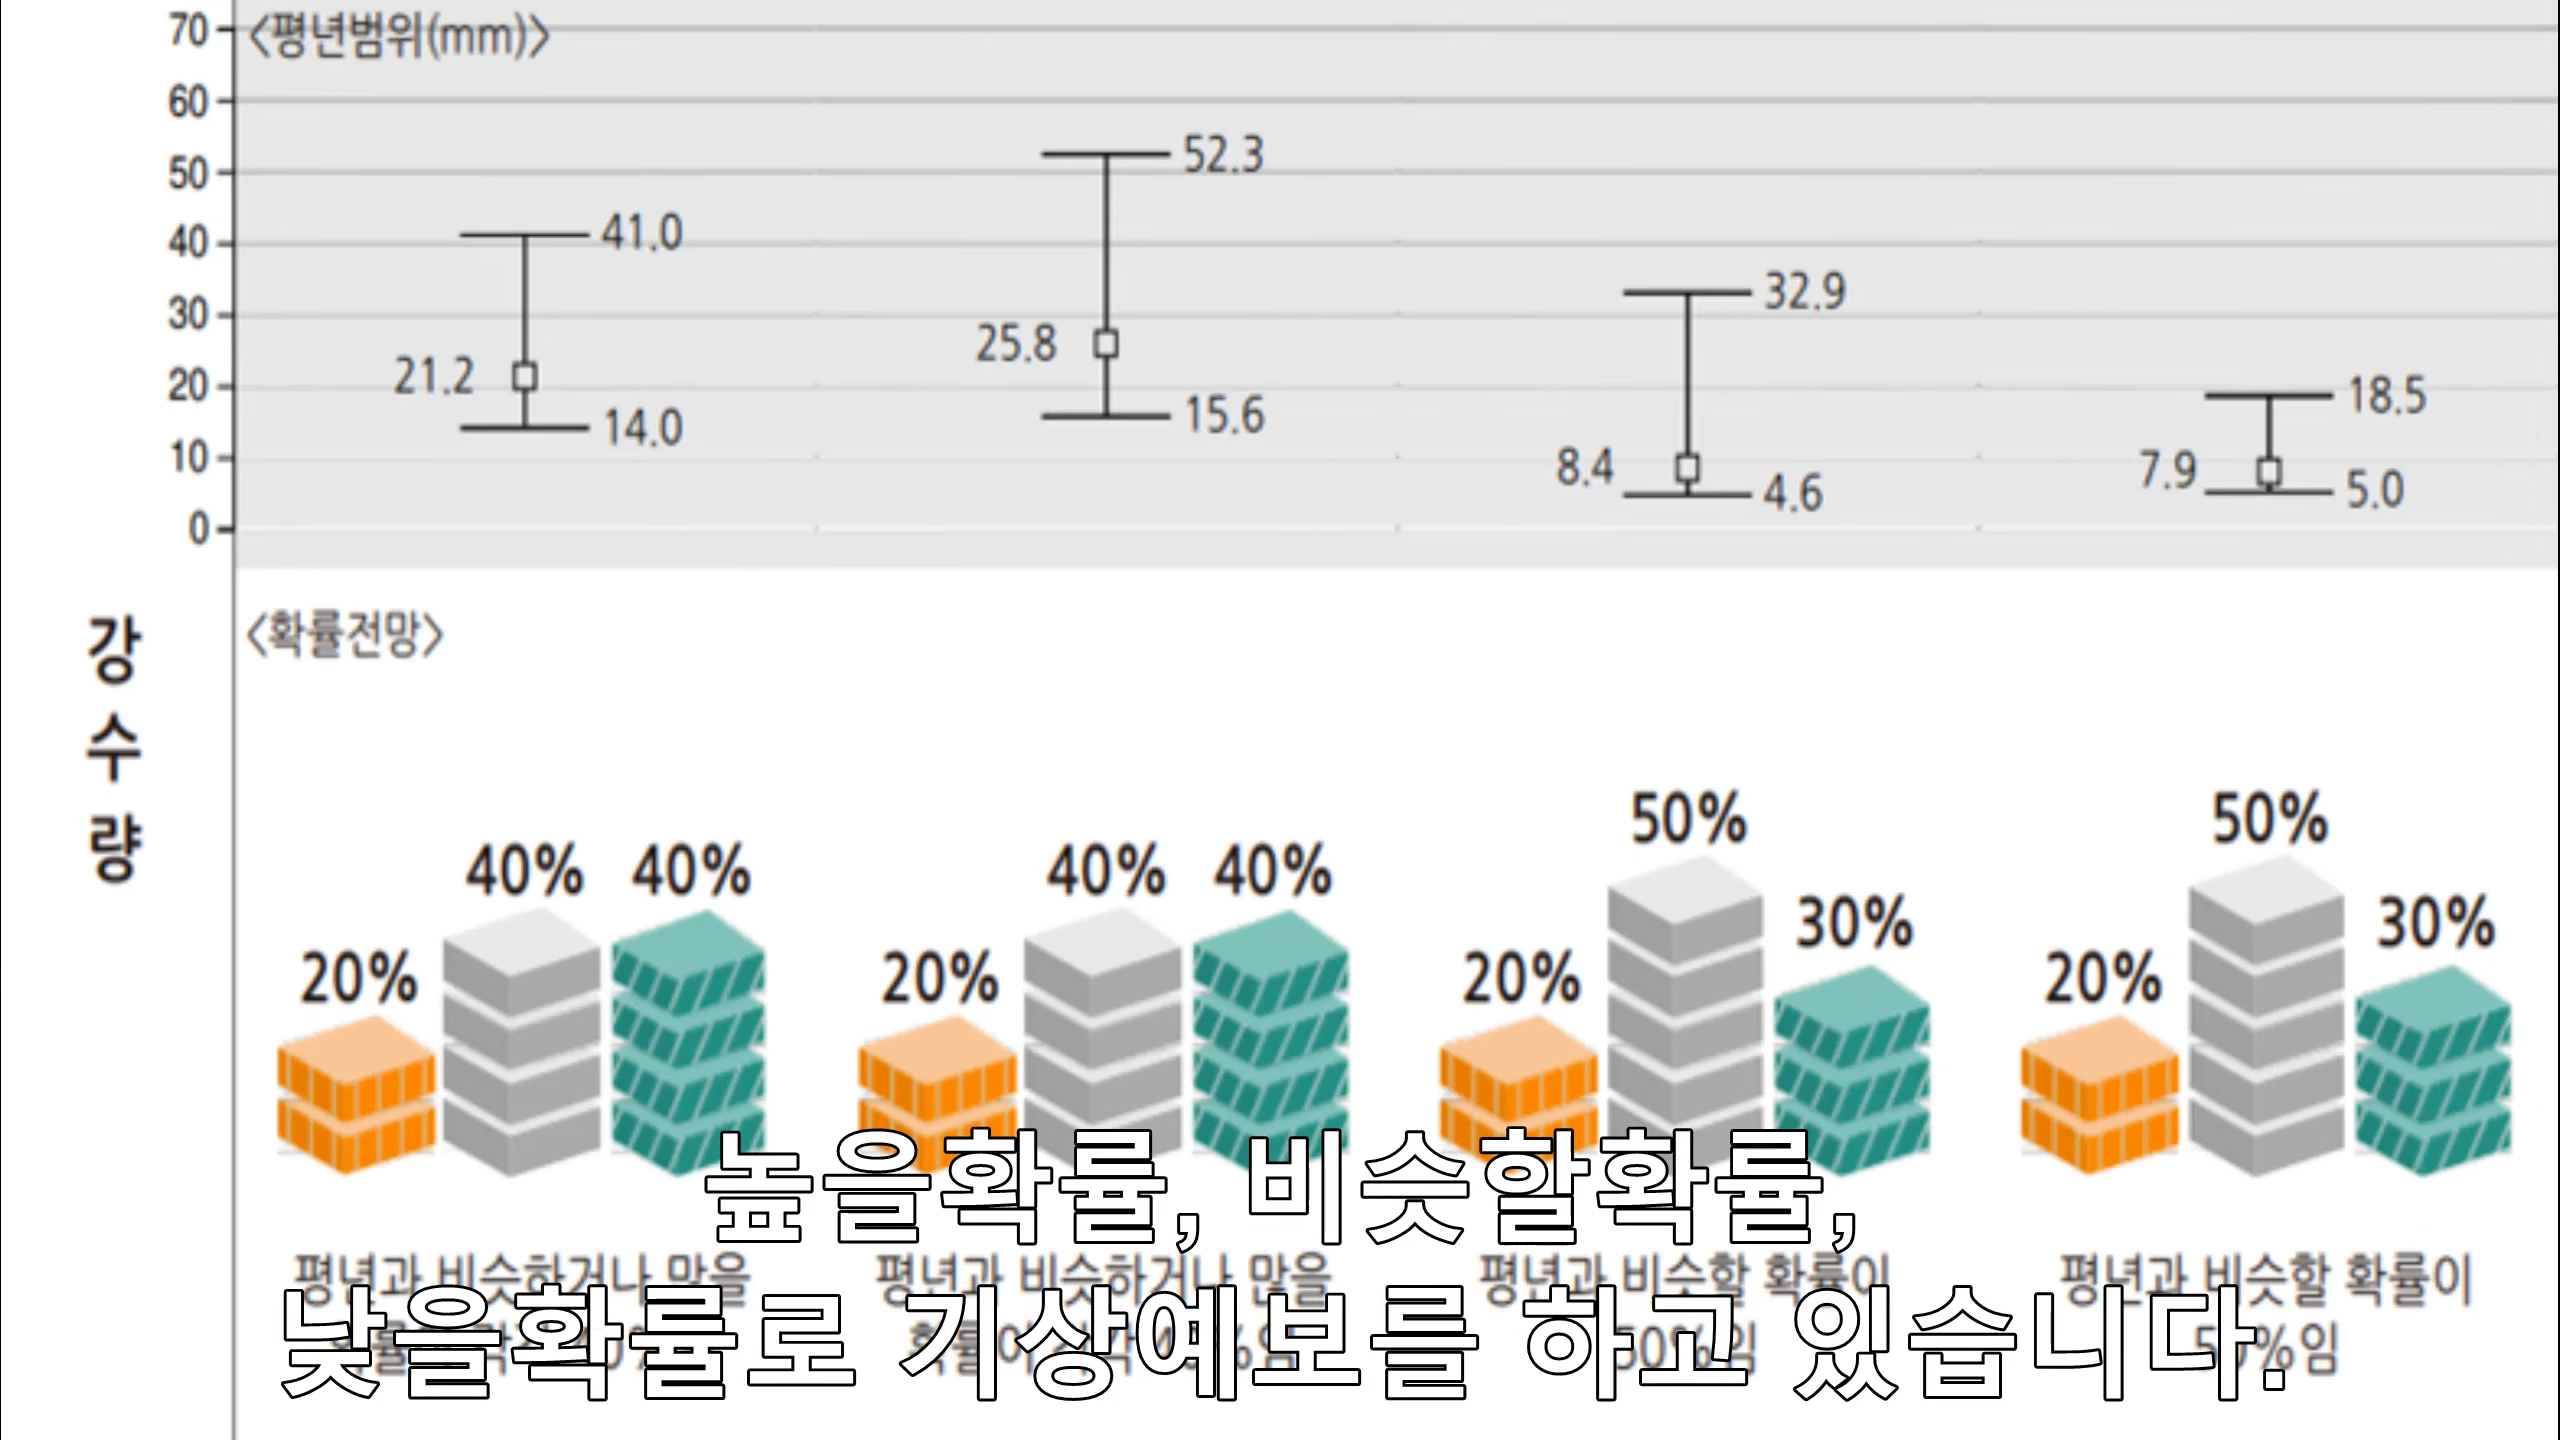 70
<평년범위(mm)>
60
50
40
30
20
10
0
41.0
21.2
14.0
52.3
25.8
15.6
32.9
8.4
4.6
18.5
7.9
5.0
강
수
량
<확률전망>
20% 40% 40%
20% 40% 40%
20% 50% 30%
20% 50% 30%
평년과 비슷하거나 많을
평년과 비슷하거나 많을
평년과 비슷할 확률이
50%임
평년과 비슷할 확률이
50%임
높을확률, 비슷할확률,
낮을확률로 기상예보를 하고 있습니다.